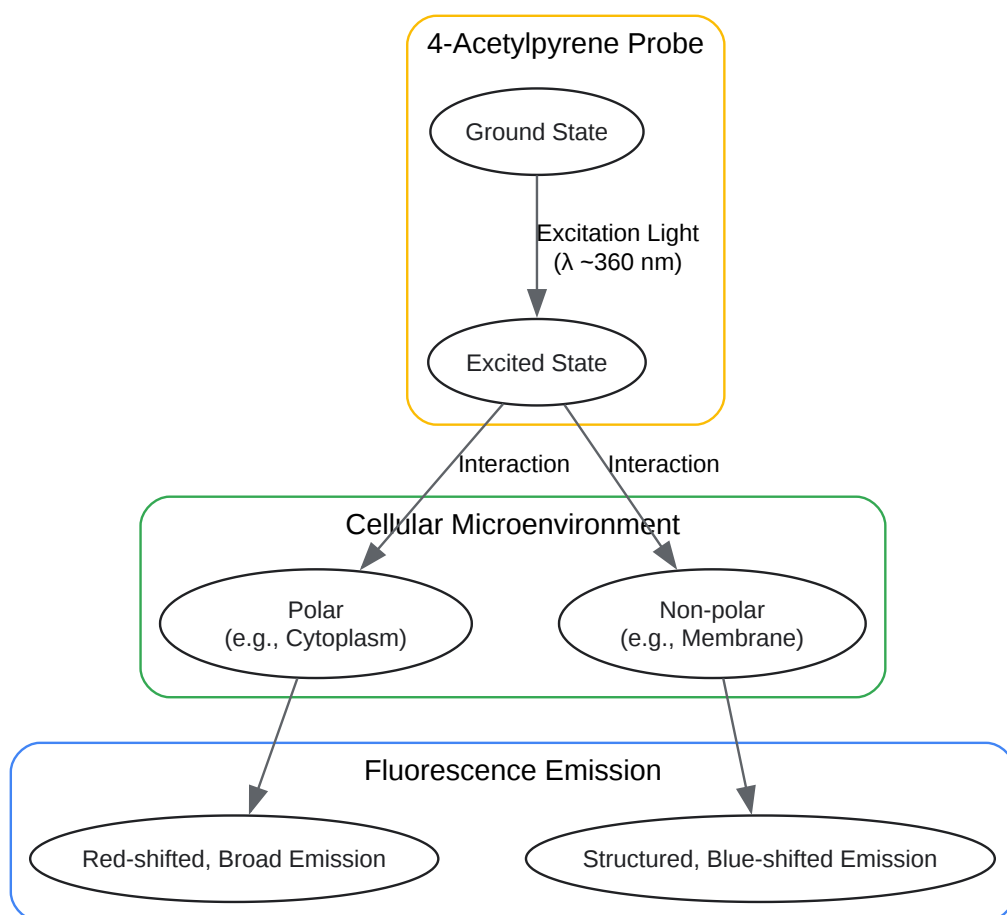 4-Acetylpyrene Probe
Ground State
Excitation Light
(λ ~360 nm)
Excited State
Interaction
Interaction
Cellular Microenvironment
Polar
(e.g., Cytoplasm)
Non-polar
(e.g., Membrane)
Fluorescence Emission
Red-shifted, Broad Emission
Structured, Blue-shifted Emission